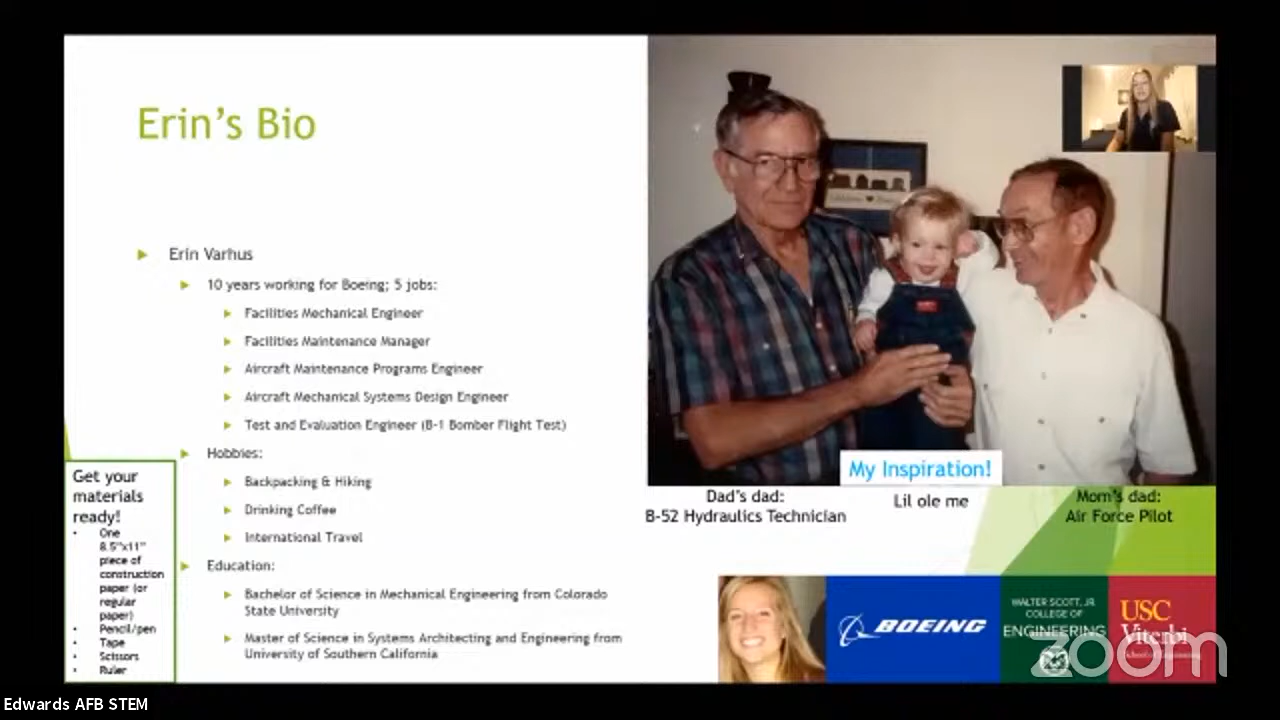 Erin's Bio
Erin Varhus
10 years working for Boeing; 5 jobs:
Facilities Mechanical Engineer
Facilities Maintenance Manager
Aircraft Maintenance Programs Engineer
Aircraft Mechanical Systems Design Engineer
Test and Evaluation Engineer (B-1 Bomber Flight Test)
Hobbies:
Backpacking & Hiking
Drinking Coffee
International Travel
Education:
Bachelor of Science in Mechanical Engineering from Colorado
State University
Master of Science in Systems Architecting and Engineering from
University of Southern California
Get your
materials
ready!
One
8.5"x11"
piece of
construction
paper (or
regular
paper)
Pencil/pen
Tape
Scissors
Ruler
My Inspiration!
Dad's dad:
B-52 Hydraulics Technician
Lil ole me
Mom's dad:
Air Force Pilot
BOEING
WALTER SCOTT, JR.
COLLEGE OF
ENGINEERING
USC
Viterbi
School of Engineering
zoom
Edwards AFB STEM